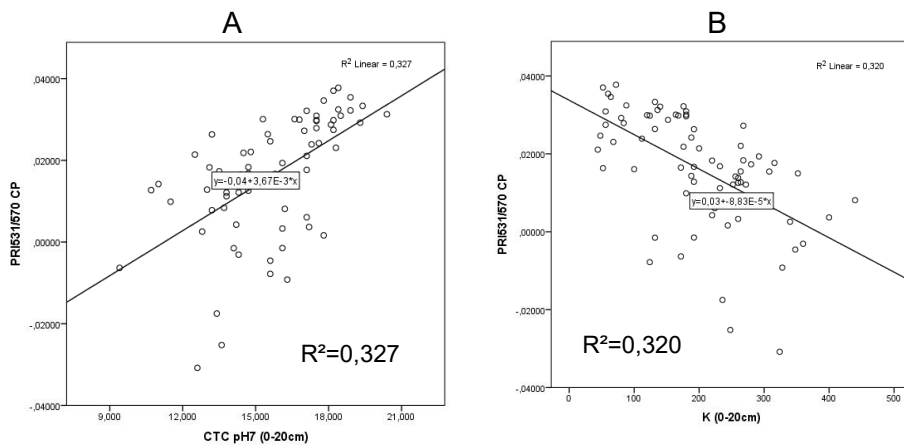 A
R² Linear = 0,327
,04000
,02000
,00000
-,02000
-,04000
PRI531/570 CP
y=-0,04+3,67E-3*x
R²=0,327
9,000 12,000 15,000 18,000 21,000
CTC pH7 (0-20cm)
B
R² Linear = 0,320
,04000
,02000
,00000
-,02000
-,04000
PRI531/570 CP
y=0,03+-8,83E-5*x
R²=0,320
0 100 200 300 400 500
K (0-20cm)